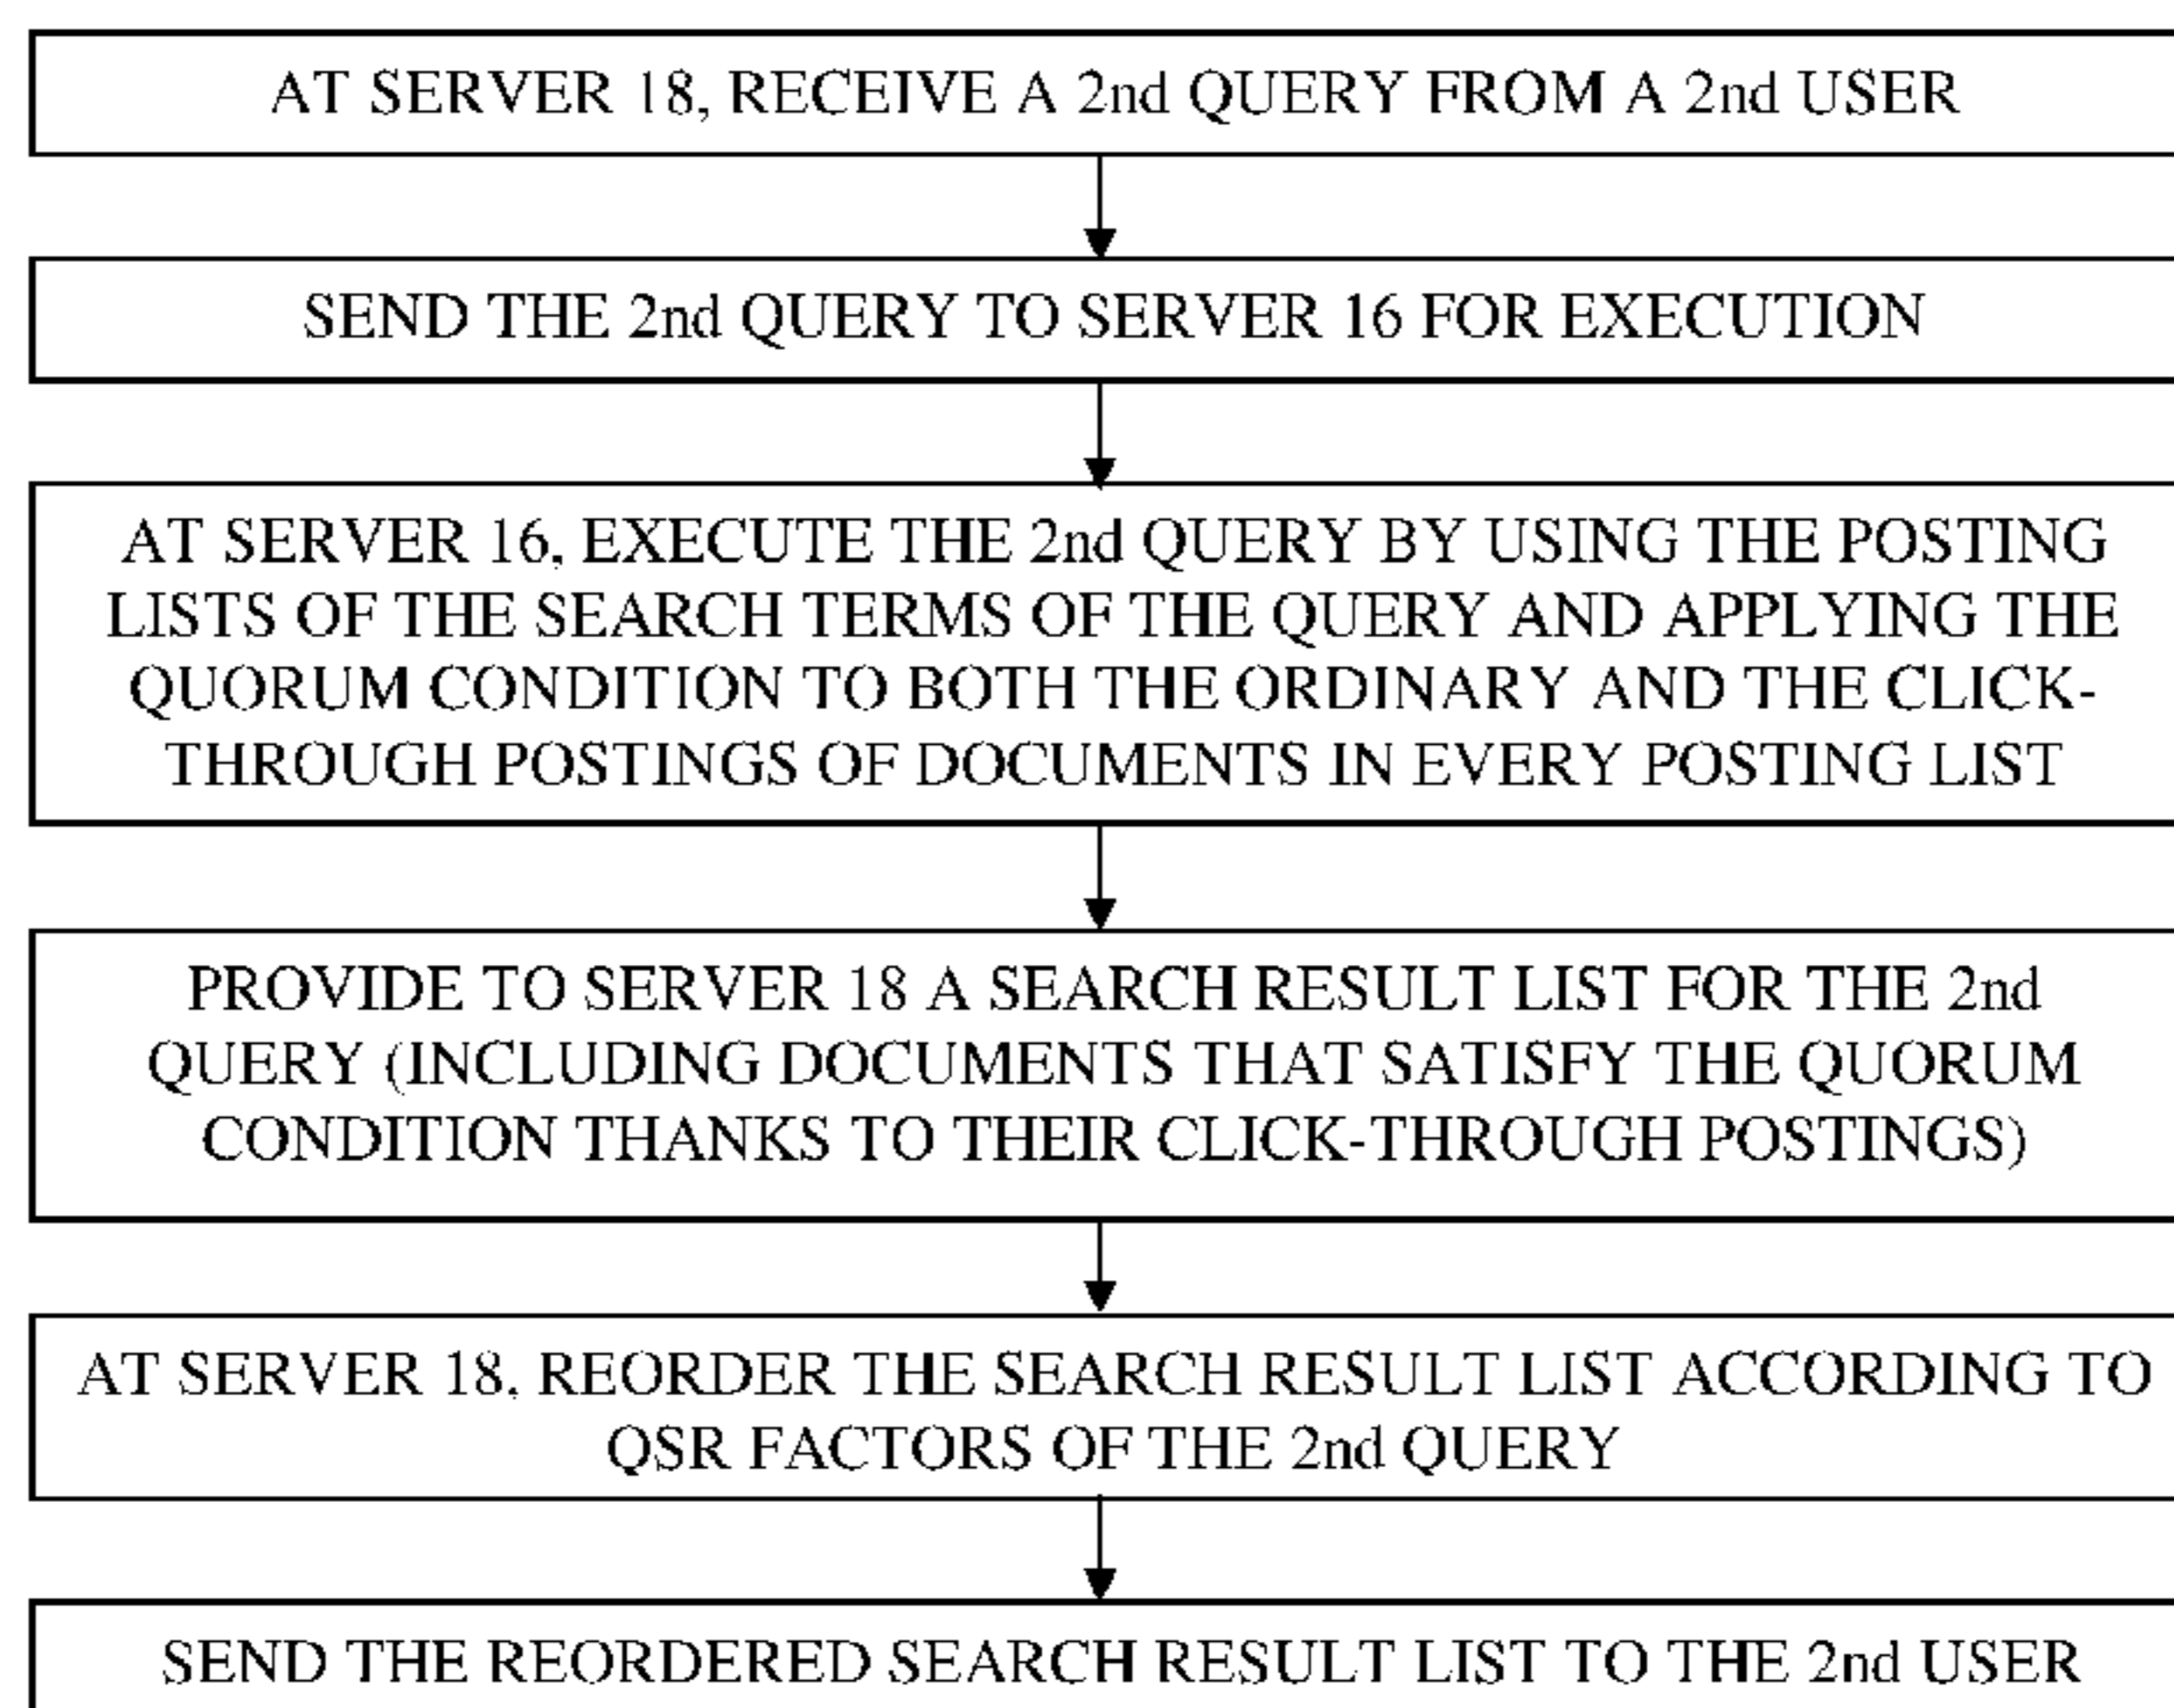 AT SERVER 18, RECEIVE A 2nd QUERY FROM A 2nd USER
SEND THE 2nd QUERY TO SERVER 16 FOR EXECUTION
AT SERVER 16, EXECUTE THE 2nd QUERY BY USING THE POSTING
LISTS OF THE SEARCH TERMS OF THE QUERY AND APPLYING THE
QUORUM CONDITION TO BOTH THE ORDINARY AND THE CLICK-
THROUGH POSTINGS OF DOCUMENTS IN EVERY POSTING LIST
PROVIDE TO SERVER 18 A SEARCH RESULT LIST FOR THE 2nd
QUERY (INCLUDING DOCUMENTS THAT SATISFY THE QUORUM
CONDITION THANKS TO THEIR CLICK-THROUGH POSTINGS)
AT SERVER 18, REORDER THE SEARCH RESULT LIST ACCORDING TO
QSR FACTORS OF THE 2nd QUERY
SEND THE REORDERED SEARCH RESULT LIST TO THE 2nd USER